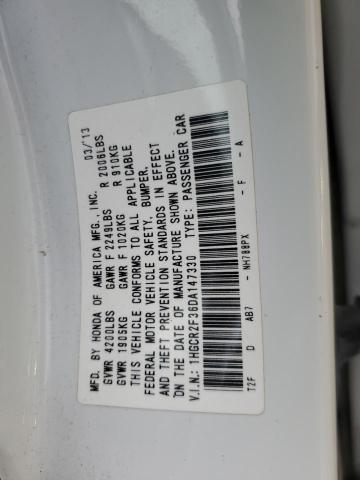 MFD. BY HONDA OF AMERICA MFG., INC. 03/'13
GVWR 4200LBS GAWR F 2249LBS R 2006LBS
GVWR 1905KG GAWR F 1020KG R 910KG
THIS VEHICLE CONFORMS TO ALL APPLICABLE
FEDERAL MOTOR VEHICLE SAFETY, BUMPER,
AND THEFT PREVENTION STANDARDS IN EFFECT
ON THE DATE OF MANUFACTURE SHOWN ABOVE.
V.I.N.: 1HGCR2F36DA147330 TYPE: PASSENGER CAR
T2F D AB7 - NH788PX - F - A